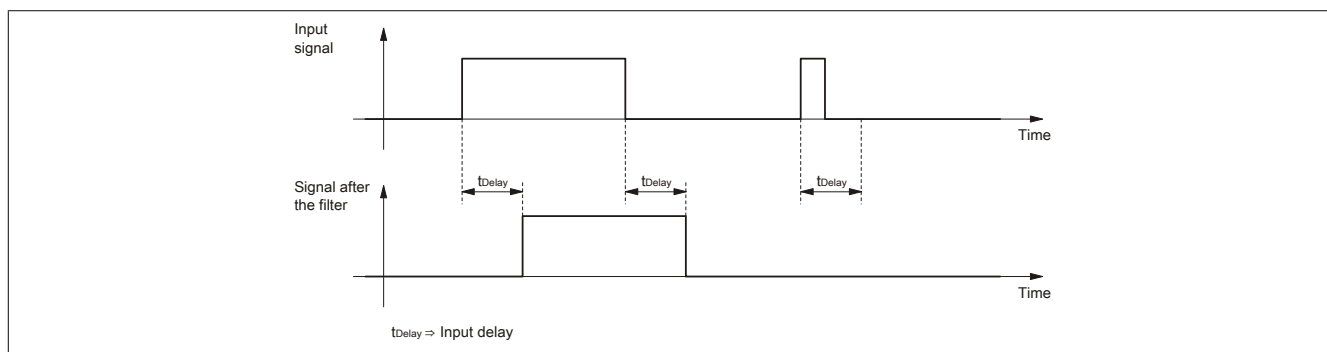 Input
signal
Time
tDelay
tDelay
tDelay
Signal after
the filter
Time
tDelay ⇒ Input delay